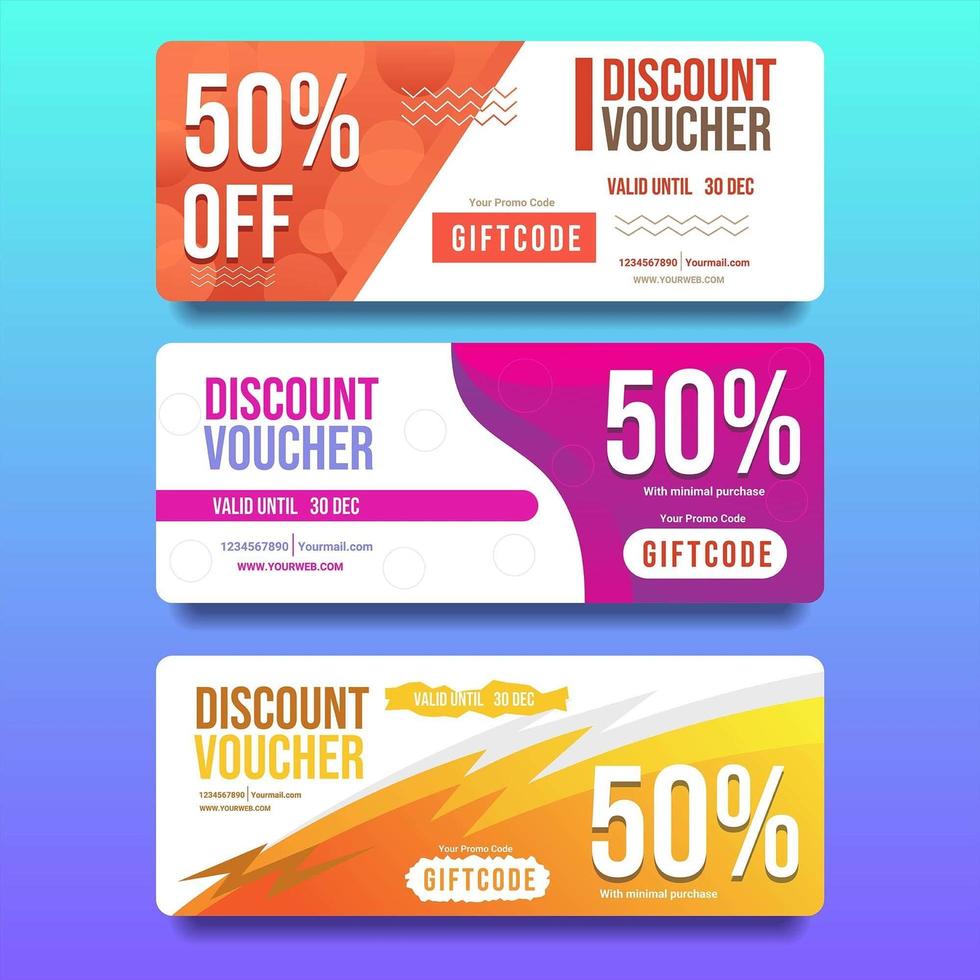 50%
OFF
DISCOUNT
VOUCHER
VALID UNTIL 30 DEC
Your Promo Code
GIFTCODE
1234567890 | Yourmail.com
WWW.YOURWEB.COM
DISCOUNT
VOUCHER
VALID UNTIL 30 DEC
1234567890 | Yourmail.com
WWW.YOURWEB.COM
50%
With minimal purchase
Your Promo Code
GIFTCODE
DISCOUNT
VOUCHER
VALID UNTIL 30 DEC
1234567890 | Yourmail.com
WWW.YOURWEB.COM
Your Promo Code
GIFTCODE
50%
With minimal purchase